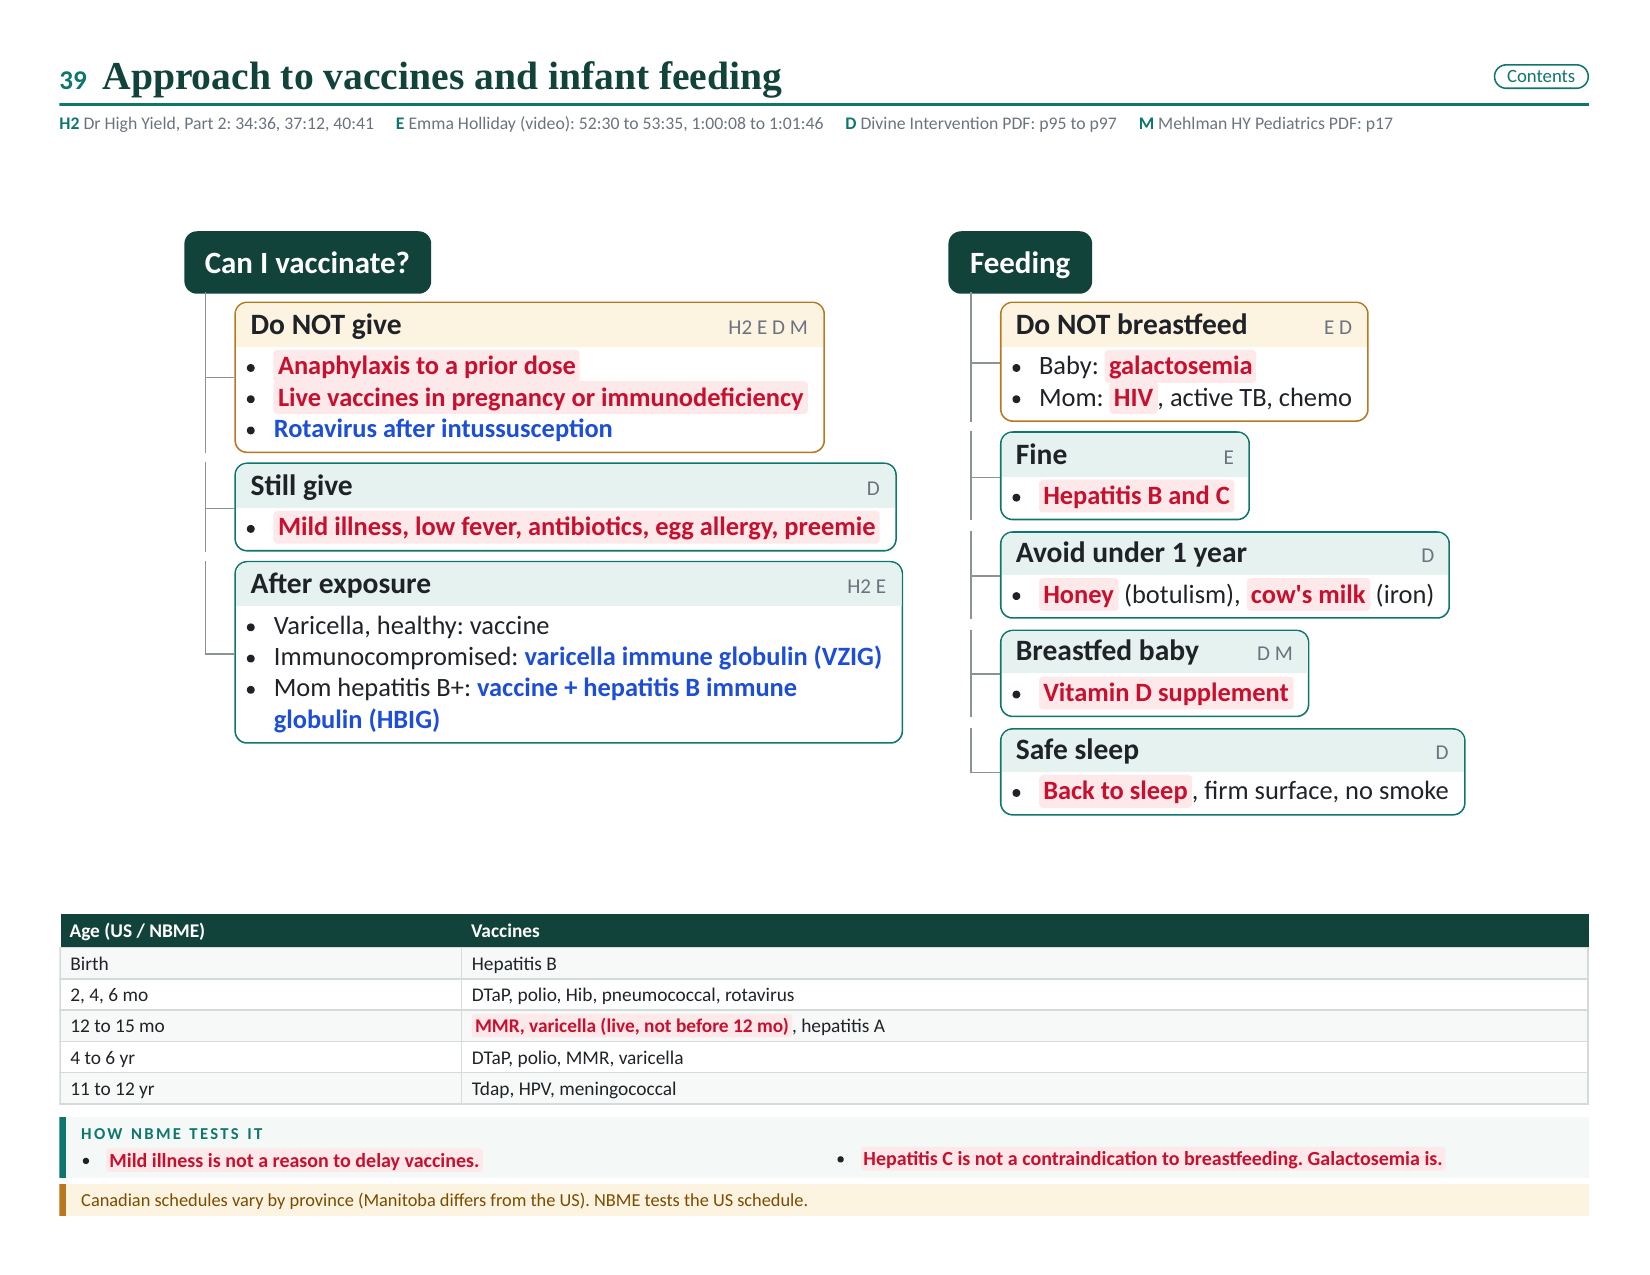 39 Approach to vaccines and infant feeding
Contents
H2 Dr High Yield, Part 2: 34:36, 37:12, 40:41 E Emma Holliday (video): 52:30 to 53:35, 1:00:08 to 1:01:46 D Divine Intervention PDF: p95 to p97 M Mehlman HY Pediatrics PDF: p17
Can I vaccinate?
Do NOT give H2 E D M
• Anaphylaxis to a prior dose
• Live vaccines in pregnancy or immunodeficiency
• Rotavirus after intussusception
Still give D
• Mild illness, low fever, antibiotics, egg allergy, preemie
After exposure H2 E
• Varicella, healthy: vaccine
• Immunocompromised: varicella immune globulin (VZIG)
• Mom hepatitis B+: vaccine + hepatitis B immune
globulin (HBIG)
Feeding
Do NOT breastfeed E D
• Baby: galactosemia
• Mom: HIV, active TB, chemo
Fine E
• Hepatitis B and C
Avoid under 1 year D
• Honey (botulism), cow's milk (iron)
Breastfed baby D M
• Vitamin D supplement
Safe sleep D
• Back to sleep, firm surface, no smoke
Age (US / NBME) Vaccines
Birth Hepatitis B
2, 4, 6 mo DTaP, polio, Hib, pneumococcal, rotavirus
12 to 15 mo MMR, varicella (live, not before 12 mo), hepatitis A
4 to 6 yr DTaP, polio, MMR, varicella
11 to 12 yr Tdap, HPV, meningococcal
HOW NBME TESTS IT
• Mild illness is not a reason to delay vaccines.
• Hepatitis C is not a contraindication to breastfeeding. Galactosemia is.
Canadian schedules vary by province (Manitoba differs from the US). NBME tests the US schedule.